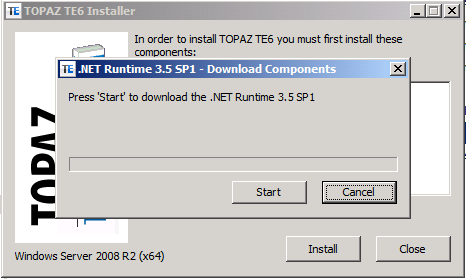 TE TOPAZ TE6 Installer
In order to install TOPAZ TE6 you must first install these
components:
TE .NET Runtime 3.5 SP1 - Download Components
Press 'Start' to download the .NET Runtime 3.5 SP1
Start
Cancel
TOPAZ
Windows Server 2008 R2 (x64)
Install
Close